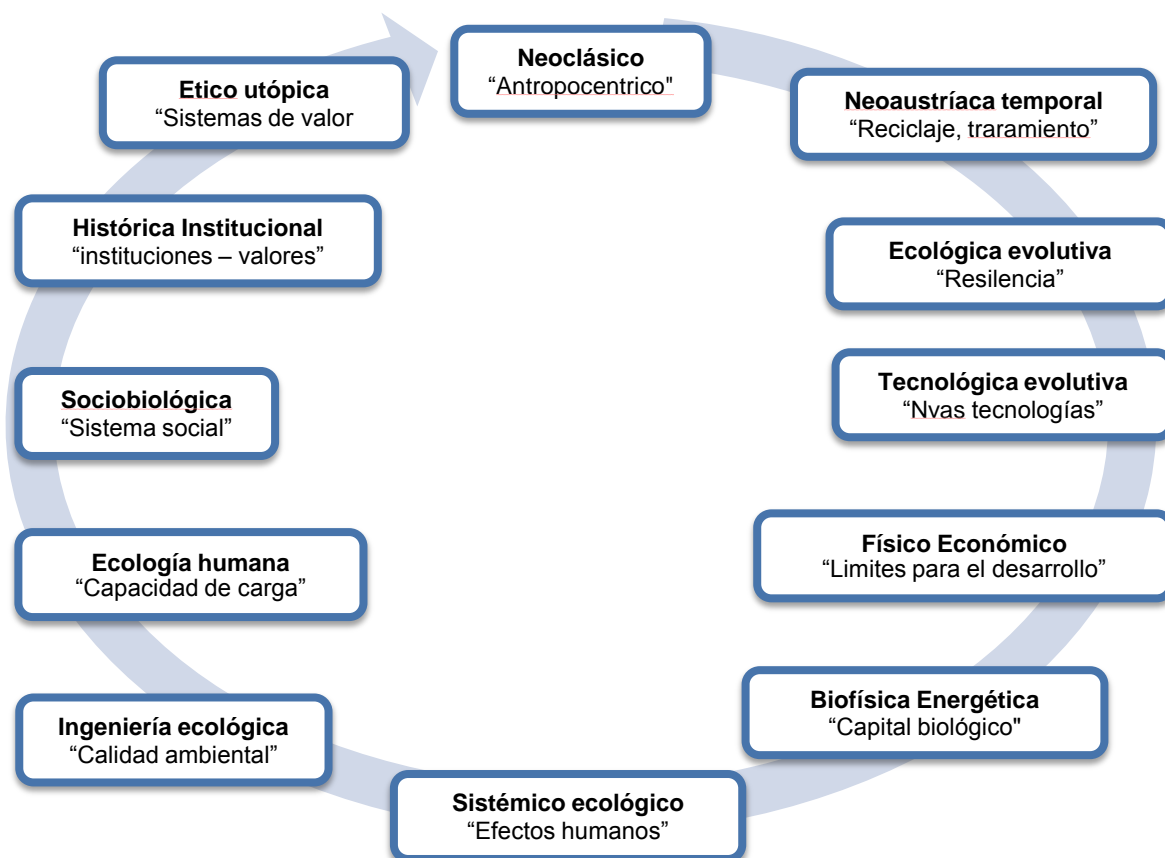 Neoclásico
“Antropocentrico"
Neoaustríaca temporal
“Reciclaje, traramiento”
Ecológica evolutiva
“Resilencia”
Tecnológica evolutiva
“Nvas tecnologías”
Físico Económico
“Limites para el desarrollo”
Biofísica Energética
“Capital biológico"
Sistémico ecológico
“Efectos humanos”
Ingeniería ecológica
“Calidad ambiental”
Ecología humana
“Capacidad de carga”
Sociobiológica
“Sistema social”
Histórica Institucional
“instituciones – valores”
Etico utópica
“Sistemas de valor